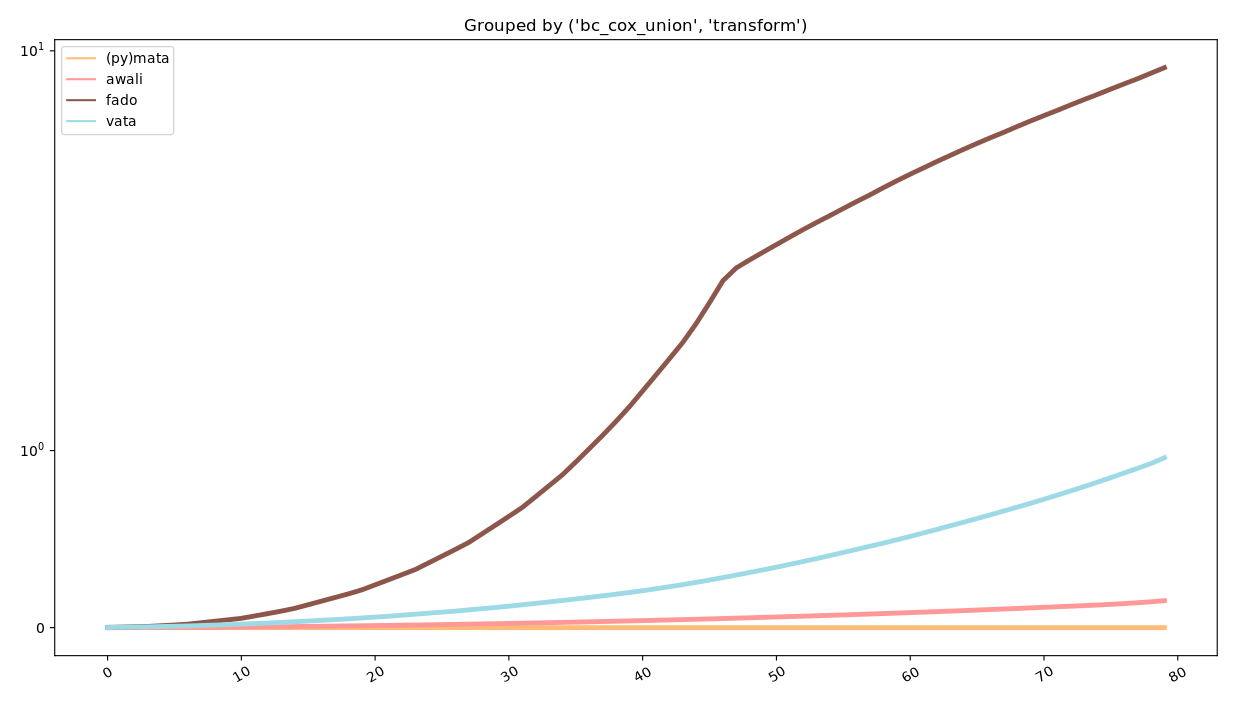 Grouped by ('bc_cox_union', 'transform')
10¹
(py)mata
awali
fado
vata
10⁰
0
0
10
20
30
40
50
60
70
80